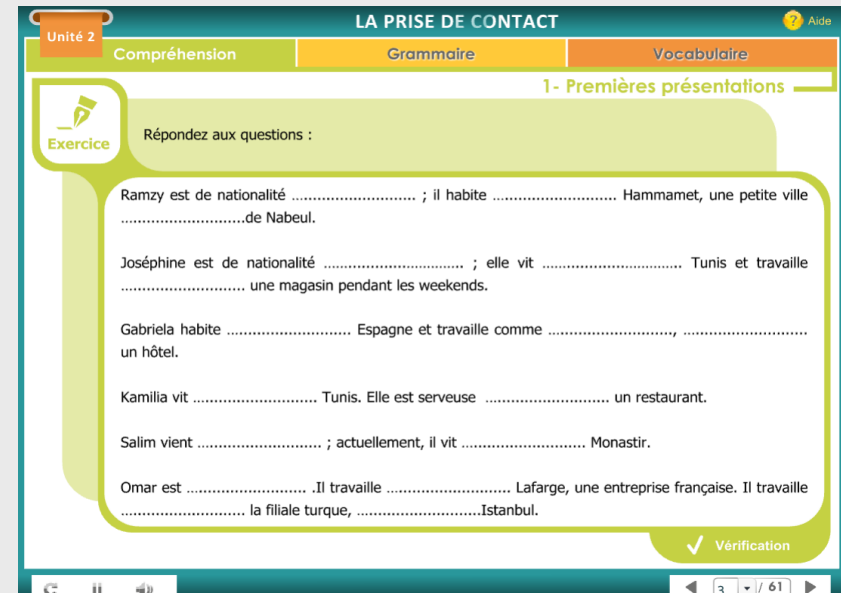 LA PRISE DE CONTACT
Aide
Unité 2
Compréhension
Grammaire
Vocabulaire
1- Premières présentations
Exercice
Répondez aux questions :
Ramzy est de nationalité ............................. ; il habite ............................. Hammamet, une petite ville
.............................de Nabeul.
Joséphine est de nationalité ................................. ; elle vit ................................. Tunis et travaille
............................. une magasin pendant les weekends.
Gabriela habite ............................. Espagne et travaille comme ............................., .............................
un hôtel.
Kamilia vit ............................. Tunis. Elle est serveuse ............................. un restaurant.
Salim vient ............................. ; actuellement, il vit ............................. Monastir.
Omar est ............................ .Il travaille ............................. Lafarge, une entreprise française. Il travaille
............................. la filiale turque, .............................Istanbul.
Vérification
3 / 61